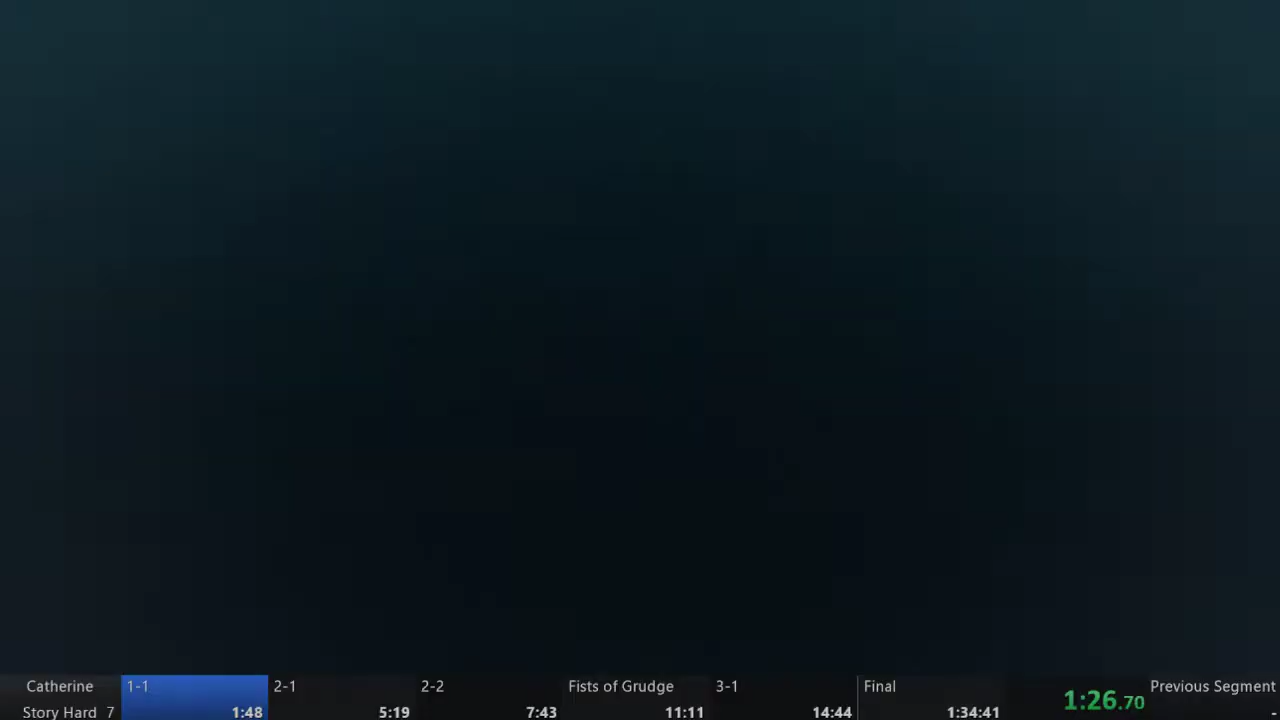 Catherine 1-1 2-1 2-2 Fists of Grudge 3-1 Final 1:26.70 Previous Segment
Story Hard 7 1:48 5:19 7:43 11:11 14:44 1:34:41 -